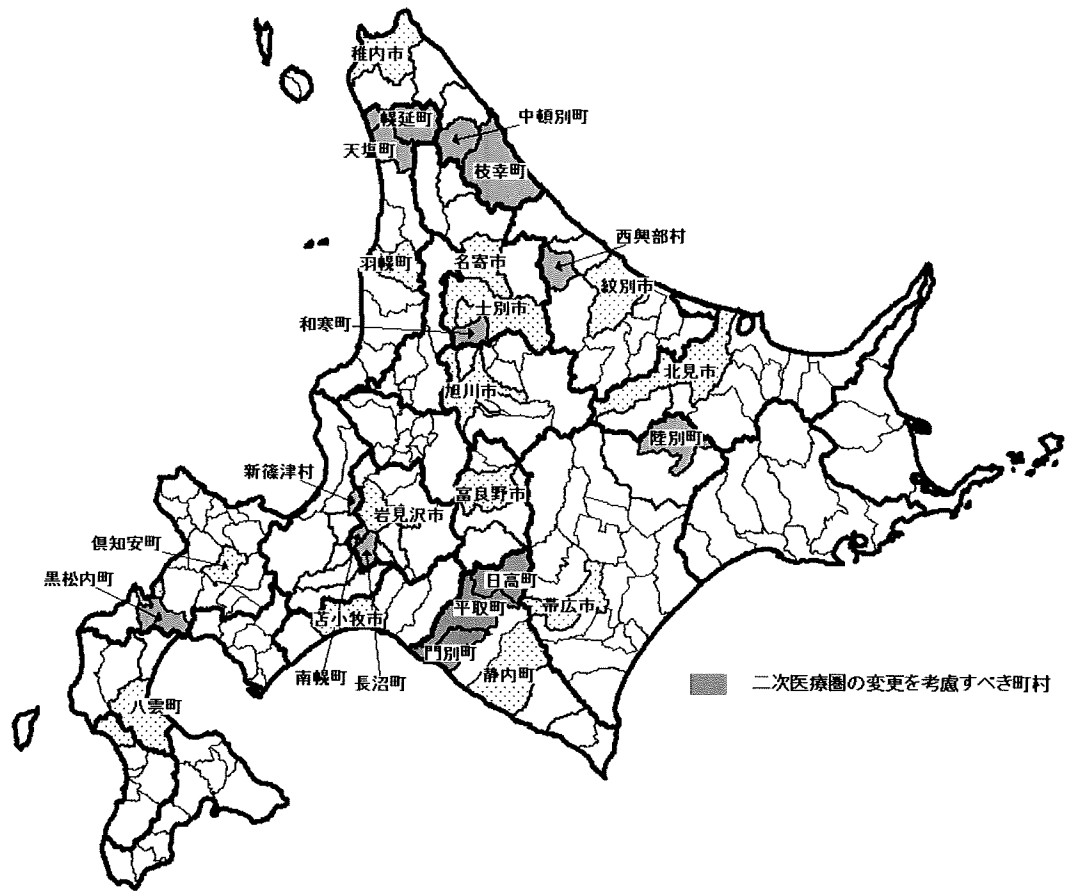 稚内市
幌延町
中頓別町
天塩町
枝幸町
西興部村
羽幌町
名寄市
紋別市
士別市
和寒町
北見市
旭川市
陸別町
新篠津村
富良野市
岩見沢市
倶知安町
黒松内町
日高町
平取町
帯広市
苫小牧市
門別町
静内町
南幌町
長沼町
二次医療圏の変更を考慮すべき町村
八雲町